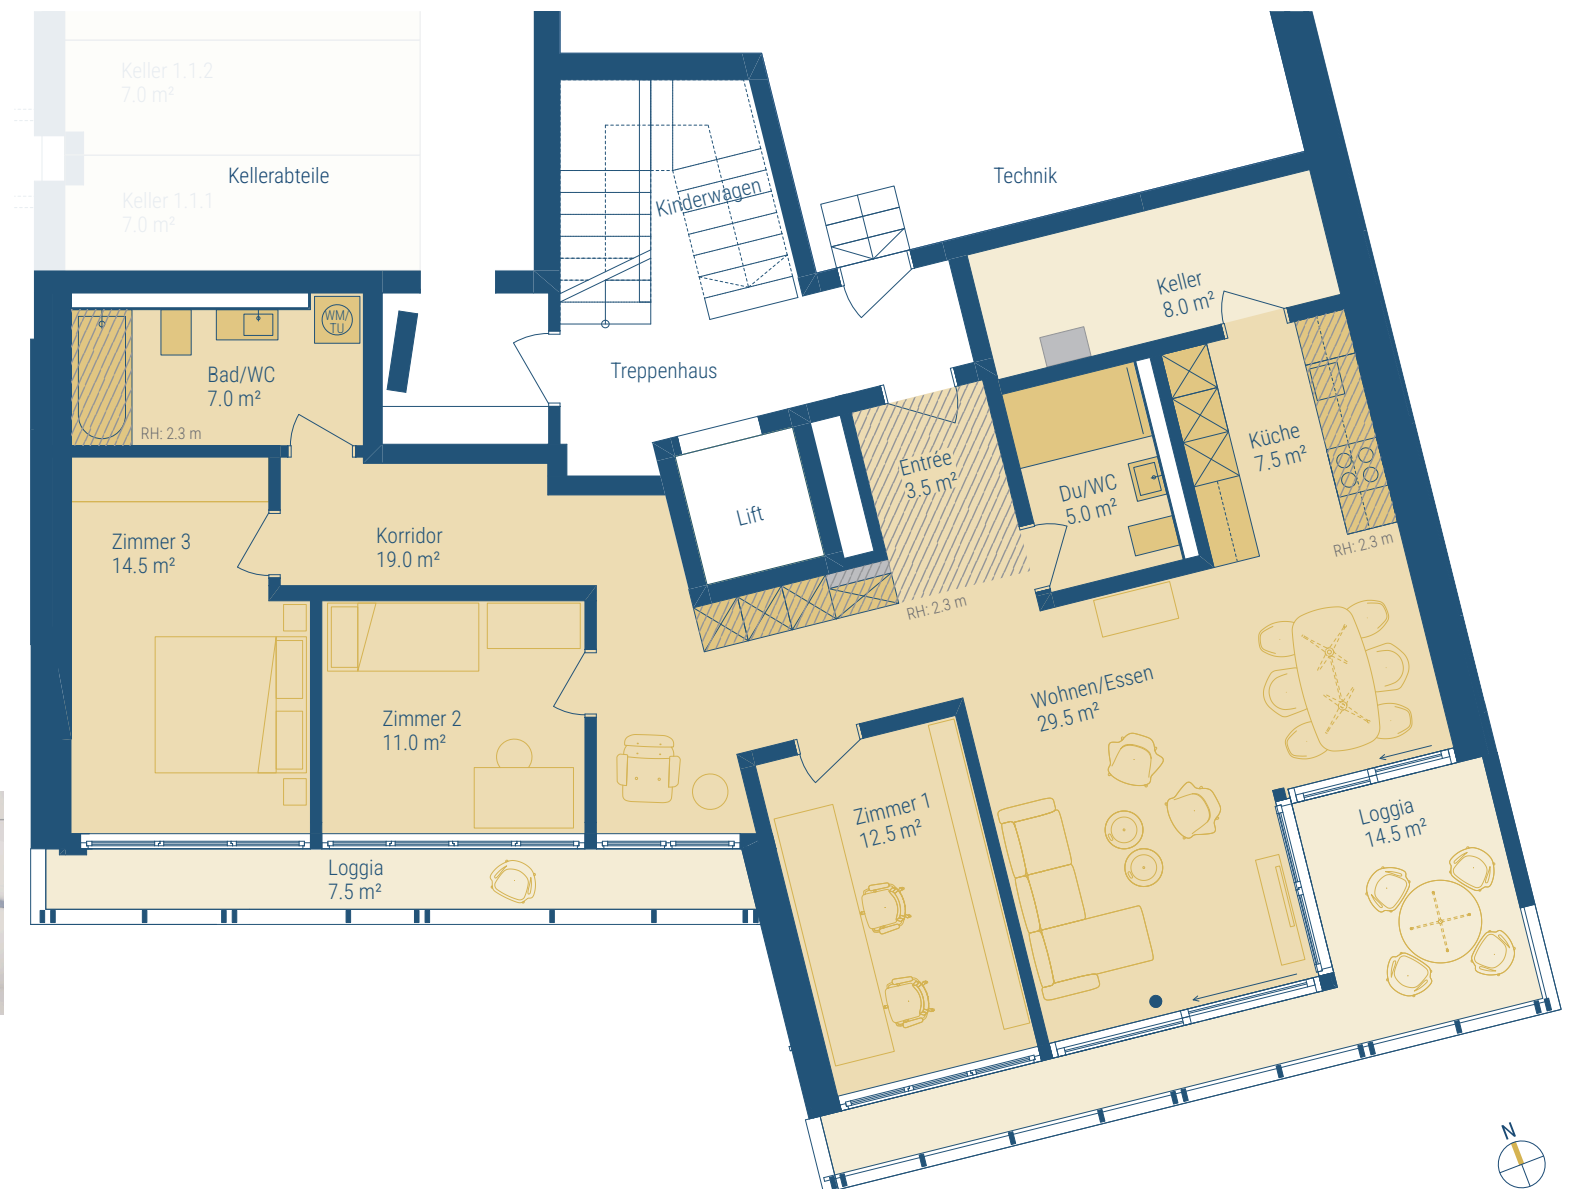 Keller 1.1.2
7.0 m²
Kellerabteile
Keller 1.1.1
7.0 m²
Kinderwagen
Technik
Keller
8.0 m²
WM/
TU
Bad/WC
7.0 m²
RH: 2.3 m
Treppenhaus
Küche
7.5 m²
Entrée
3.5 m²
Du/WC
5.0 m²
Lift
RH: 2.3 m
Zimmer 3
14.5 m²
Korridor
19.0 m²
RH: 2.3 m
Zimmer 2
11.0 m²
Wohnen/Essen
29.5 m²
Zimmer 1
12.5 m²
Loggia
14.5 m²
Loggia
7.5 m²
N